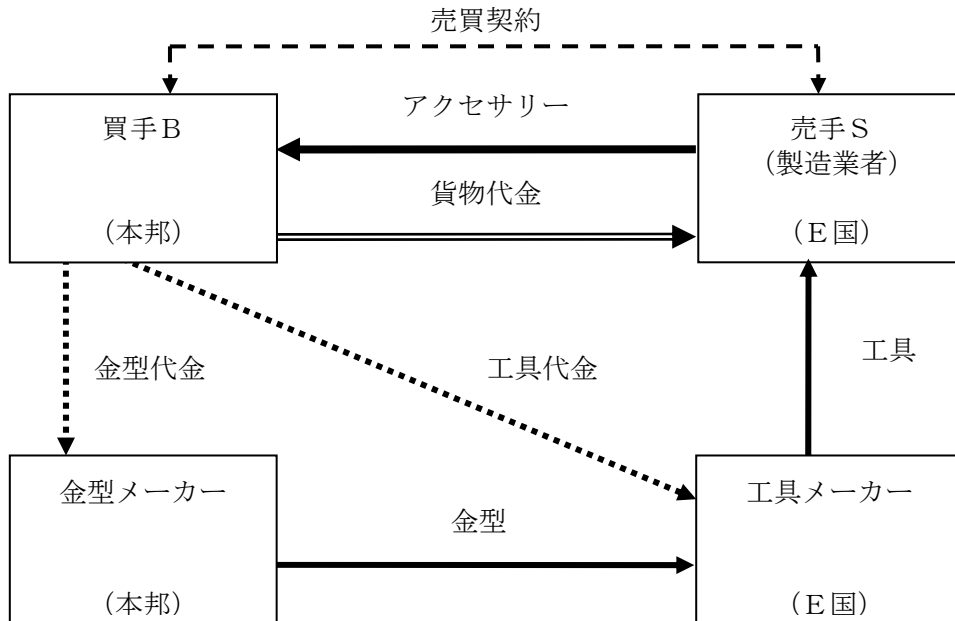 売買契約
買手Ｂ
（本邦）
アクセサリー
貨物代金
売手Ｓ
（製造業者）
（Ｅ国）
金型代金
工具代金
工具
金型メーカー
（本邦）
金型
工具メーカー
（Ｅ国）